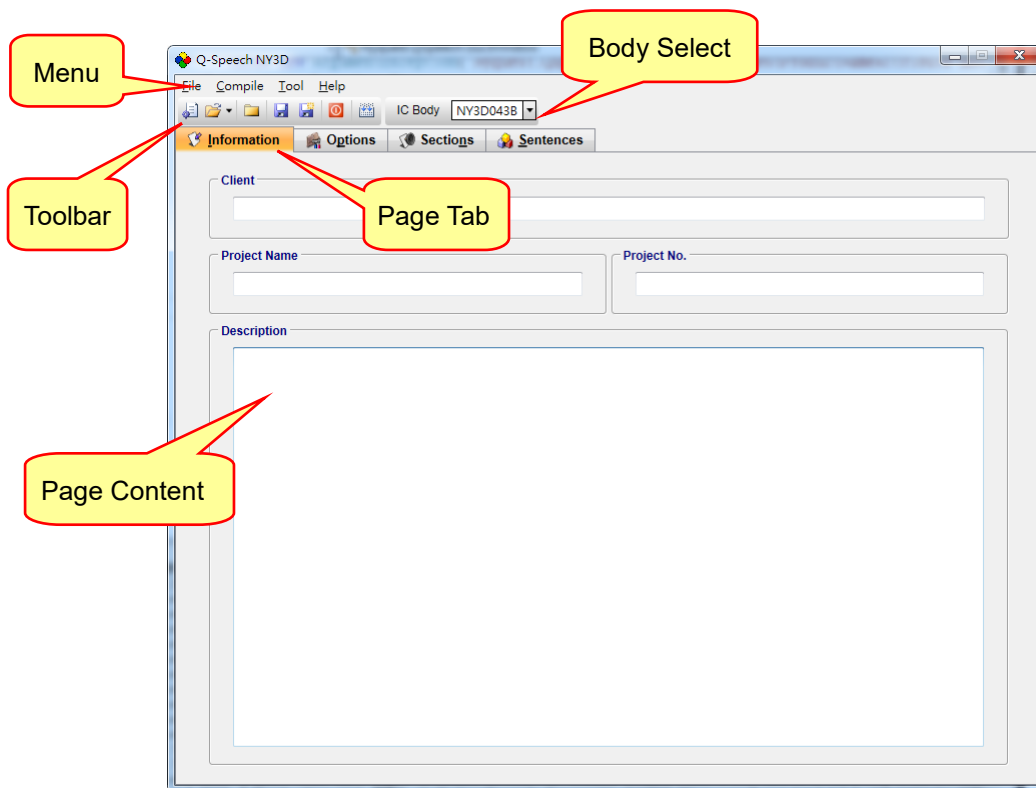 Body Select
Menu
Q-Speech NY3D
File Compile Tool Help
IC Body NY3D043B
Information Options Sections Sentences
Client
Toolbar
Page Tab
Project Name
Project No.
Description
Page Content